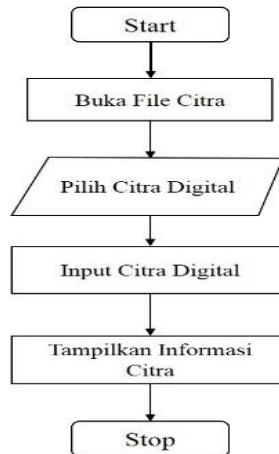 Start
Buka File Citra
Pilih Citra Digital
Input Citra Digital
Tampilkan Informasi
Citra
Stop